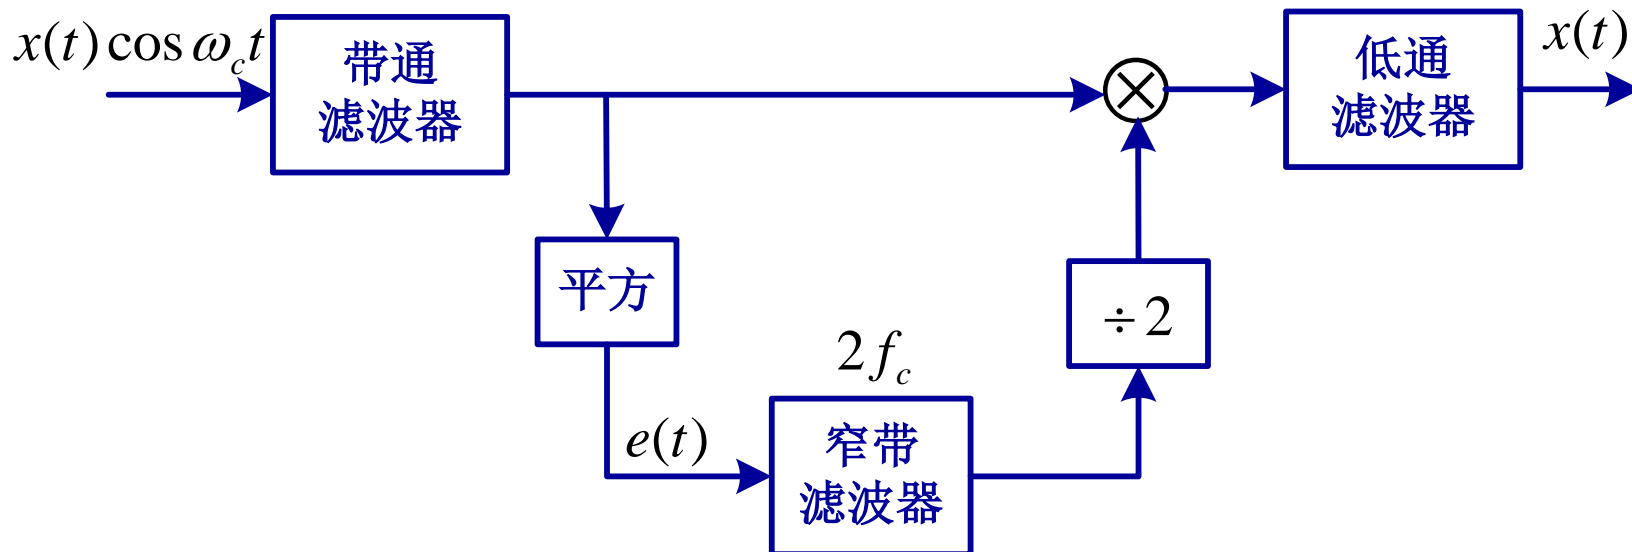 x(t) cos ω_c t
带通
滤波器
低通
滤波器
x(t)
平方
÷2
2f_c
e(t)
窄带
滤波器